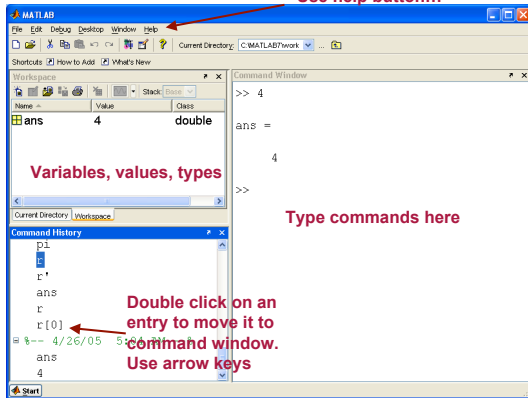 Use help button!!!
MATLAB
File Edit Debug Desktop Window Help
Current Directory: C:\MATLAB7\work
Shortcuts How to Add What's New
Workspace
Stack: Base
Name Value Class
ans 4 double
Variables, values, types
Current Directory Workspace
Command History
pi
r
r'
ans
r
r[0]
%-- 4/26/05 5:04 PM --%
ans
4
Double click on an
entry to move it to
command window.
Use arrow keys
Start
Command Window
>> 4
ans =
4
>>
Type commands here